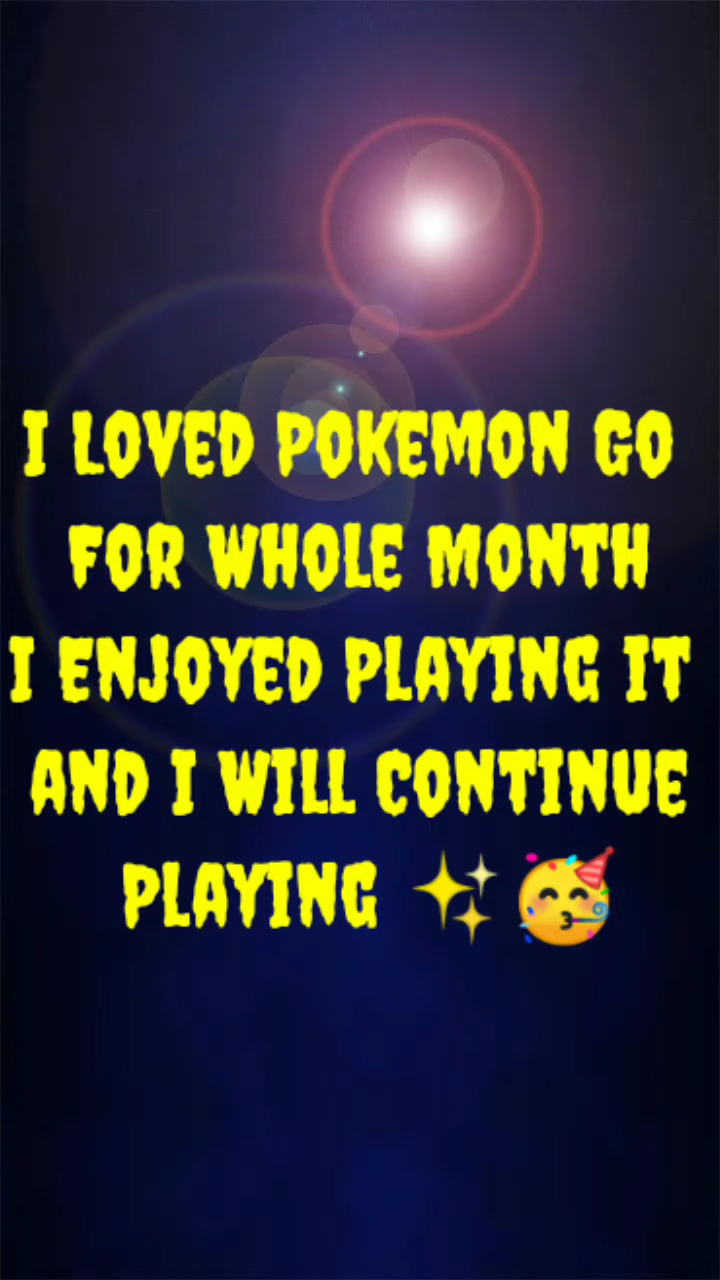 I LOVED POKEMON GO
FOR WHOLE MONTH
I ENJOYED PLAYING IT
AND I WILL CONTINUE
PLAYING ✨🥳